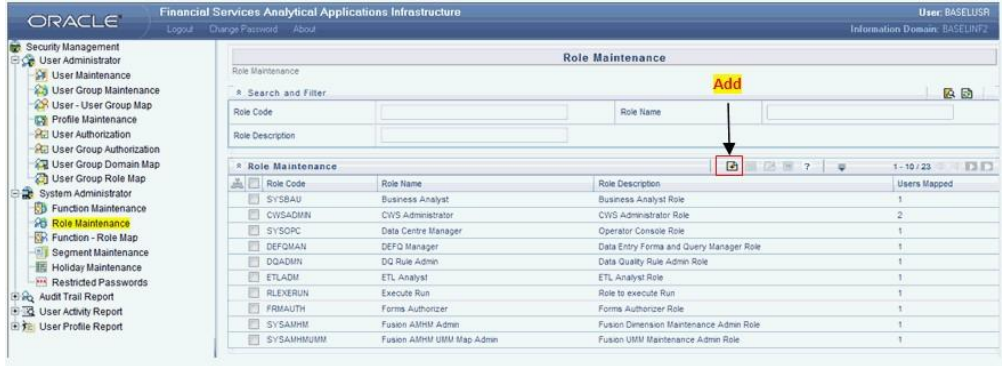 ORACLE
Financial Services Analytical Applications Infrastructure
User: BASELUSR
Logout Change Password About
Information Domain: BASELINF2
Security Management
User Administrator
User Maintenance
User Group Maintenance
User - User Group Map
Profile Maintenance
User Authorization
User Group Authorization
User Group Domain Map
User Group Role Map
System Administrator
Function Maintenance
Role Maintenance
Function - Role Map
Segment Maintenance
Holiday Maintenance
Restricted Passwords
Audit Trail Report
User Activity Report
User Profile Report
Role Maintenance
Role Maintenance
Add
Search and Filter
Role Code
Role Name
Role Description
Role Maintenance
?
1 - 10 / 23
Role Code Role Name Role Description Users Mapped
SYSBAU Business Analyst Business Analyst Role 1
CWSADMN CWS Administrator CWS Administrator Role 2
SYSOPC Data Centre Manager Operator Console Role 1
DEFQMAN DEFQ Manager Data Entry Forms and Query Manager Role 1
DQADMN DQ Rule Admin Data Quality Rule Admin Role 1
ETLADM ETL Analyst ETL Analyst Role 1
RLEXERUN Execute Run Role to execute Run 1
FRMAUTH Forms Authorizer Forms Authorizer Role 1
SYSAMHM Fusion AMHM Admin Fusion Dimension Maintenance Admin Role 1
SYSAMHMUMM Fusion AMHM UMM Map Admin Fusion UMM Maintenance Admin Role 1